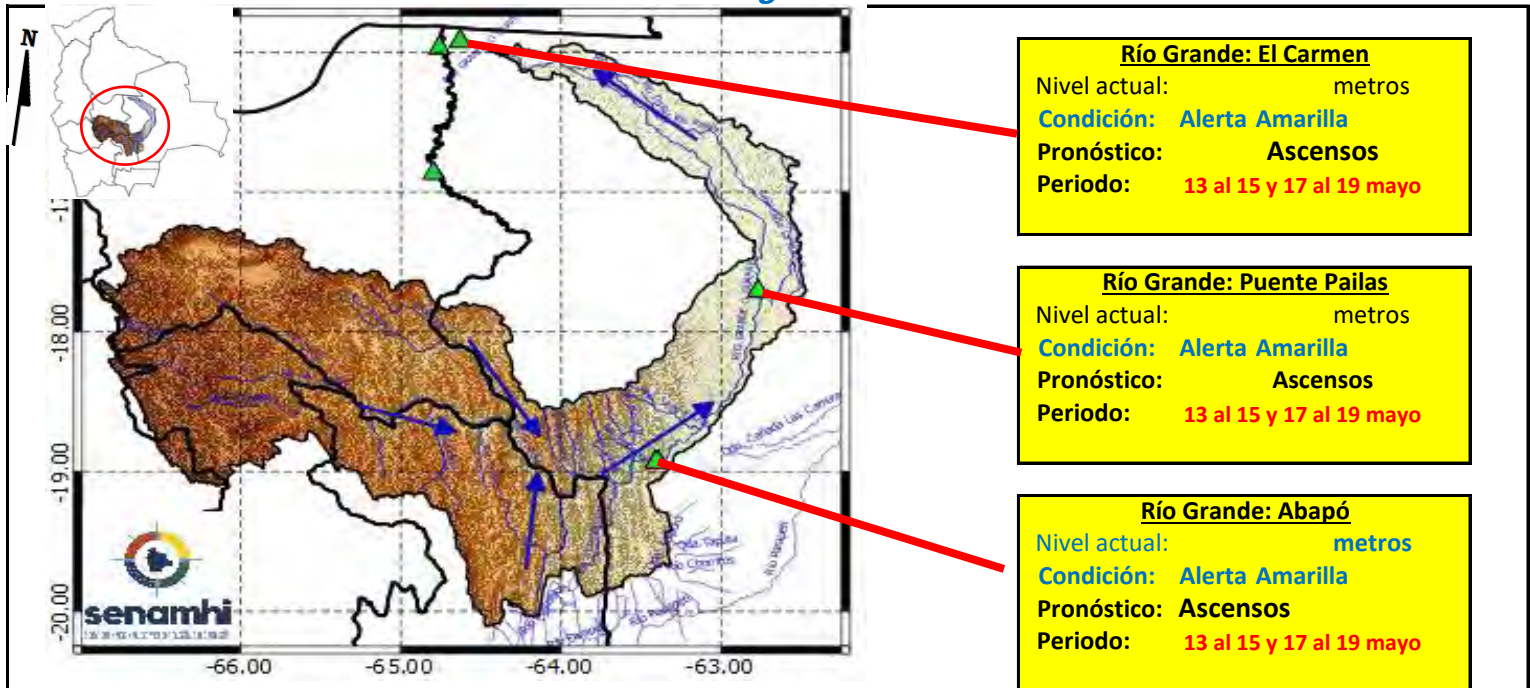 N
Río Grande: El Carmen
Nivel actual: metros
Condición: Alerta Amarilla
Pronóstico: Ascensos
Periodo: 13 al 15 y 17 al 19 mayo
Río Grande: Puente Pailas
Nivel actual: metros
Condición: Alerta Amarilla
Pronóstico: Ascensos
Periodo: 13 al 15 y 17 al 19 mayo
Río Grande: Abapó
Nivel actual: metros
Condición: Alerta Amarilla
Pronóstico: Ascensos
Periodo: 13 al 15 y 17 al 19 mayo
-18.00
-19.00
-20.00
-66.00
-65.00
-64.00
-63.00
Qda. Cañada Las
senamhi